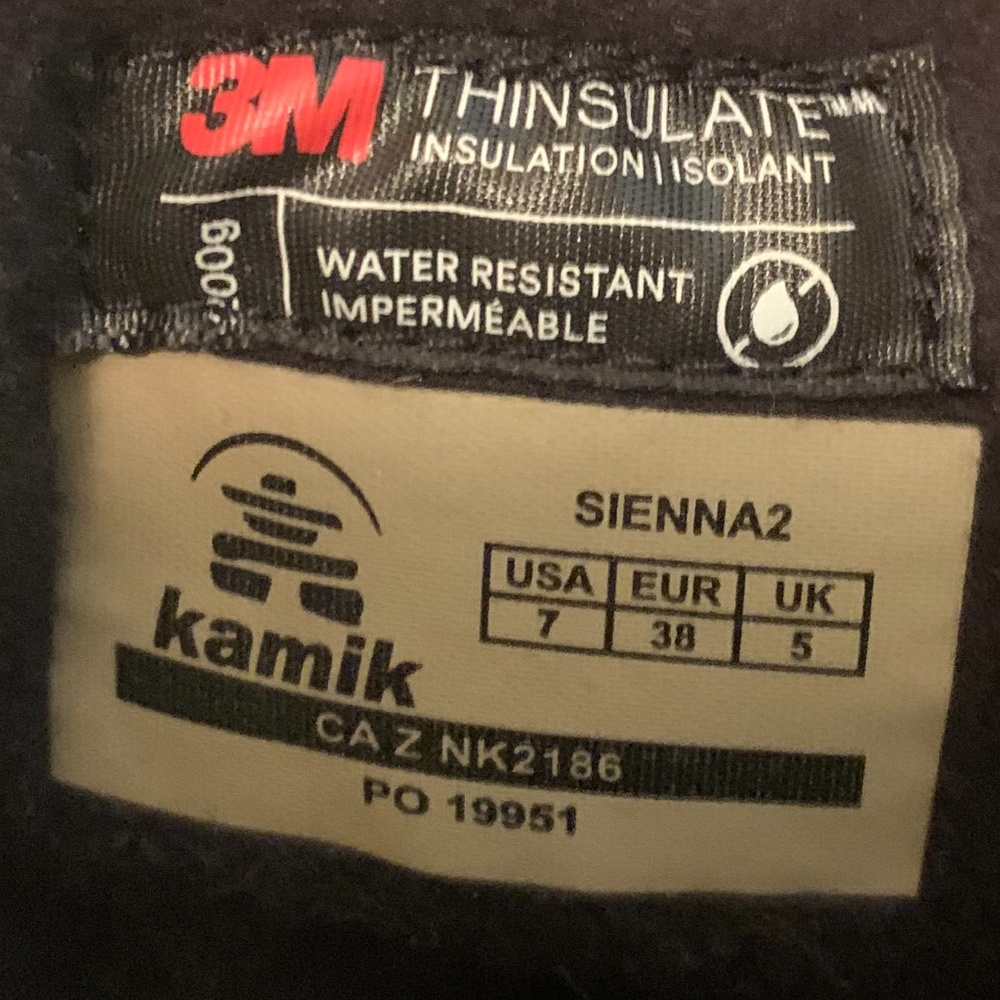 3M THINSULATE™
INSULATION | ISOLANT
WATER RESISTANT
IMPERMÉABLE
kamik
SIENNA2
USA EUR UK
7 38 5
CA Z NK2186
PO 19951